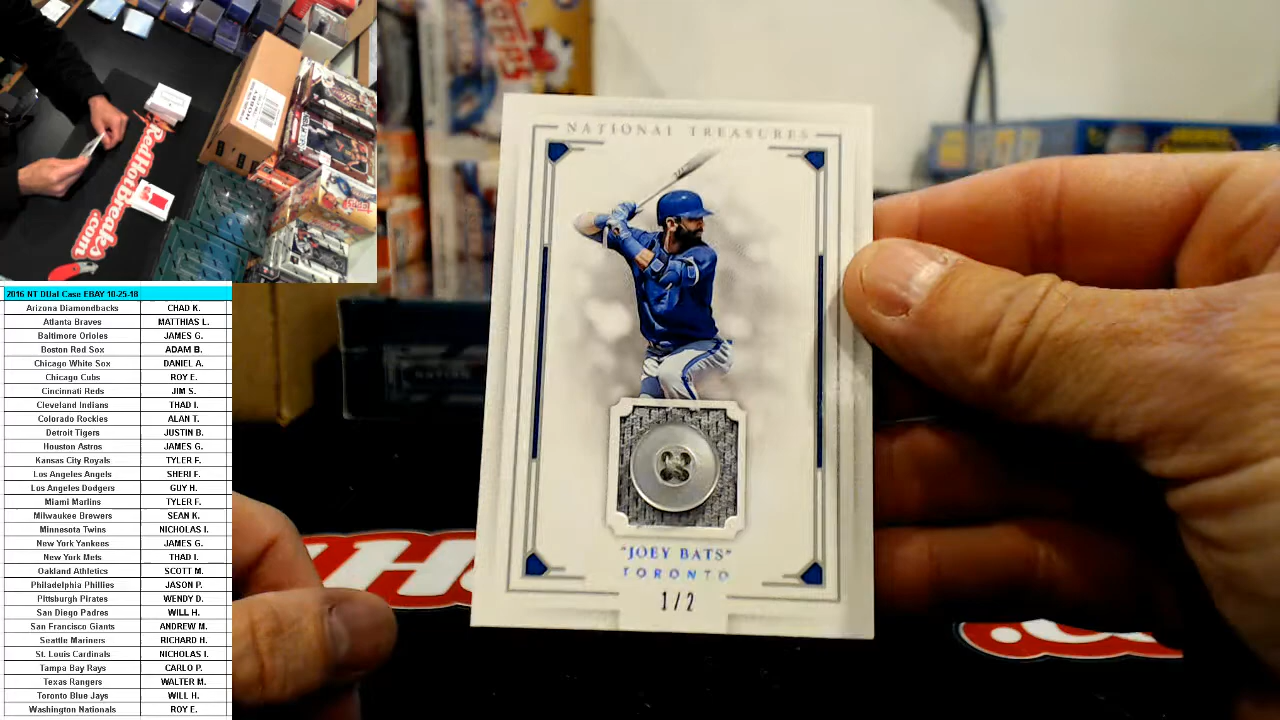 RedHotBreaks.com
HOBBY
2016 NT DUal Case EBAY 10-25-18
Arizona Diamondbacks CHAD K.
Atlanta Braves MATTHIAS L.
Baltimore Orioles JAMES G.
Boston Red Sox ADAM B.
Chicago White Sox DANIEL A.
Chicago Cubs ROY E.
Cincinnati Reds JIM S.
Cleveland Indians THAD I.
Colorado Rockies ALAN T.
Detroit Tigers JUSTIN B.
Houston Astros JAMES G.
Kansas City Royals TYLER F.
Los Angeles Angels SHERI F.
Los Angeles Dodgers GUY H.
Miami Marlins TYLER F.
Milwaukee Brewers SEAN K.
Minnesota Twins NICHOLAS I.
New York Yankees JAMES G.
New York Mets THAD I.
Oakland Athletics SCOTT M.
Philadelphia Phillies JASON P.
Pittsburgh Pirates WENDY D.
San Diego Padres WILL H.
San Francisco Giants ANDREW M.
Seattle Mariners RICHARD H.
St. Louis Cardinals NICHOLAS I.
Tampa Bay Rays CARLO P.
Texas Rangers WALTER M.
Toronto Blue Jays WILL H.
Washington Nationals ROY E.
Topps
NATIONAL TREASURES
"JOEY BATS"
TORONTO
1/2